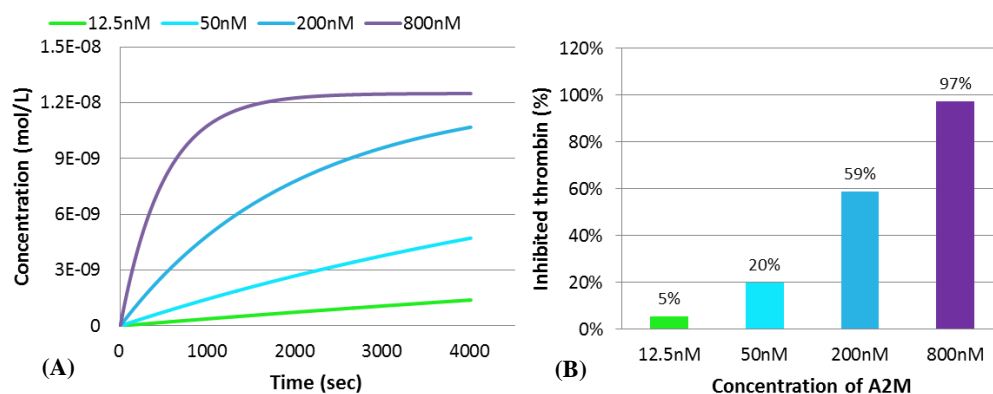 12.5nM 50nM 200nM 800nM
Concentration (mol/L)
1.5E-08
1.2E-08
9E-09
6E-09
3E-09
0
0 1000 2000 3000 4000
Time (sec)
(A)
Inhibited thrombin (%)
120%
100%
80%
60%
40%
20%
0%
5%
20%
59%
97%
12.5nM 50nM 200nM 800nM
Concentration of A2M
(B)